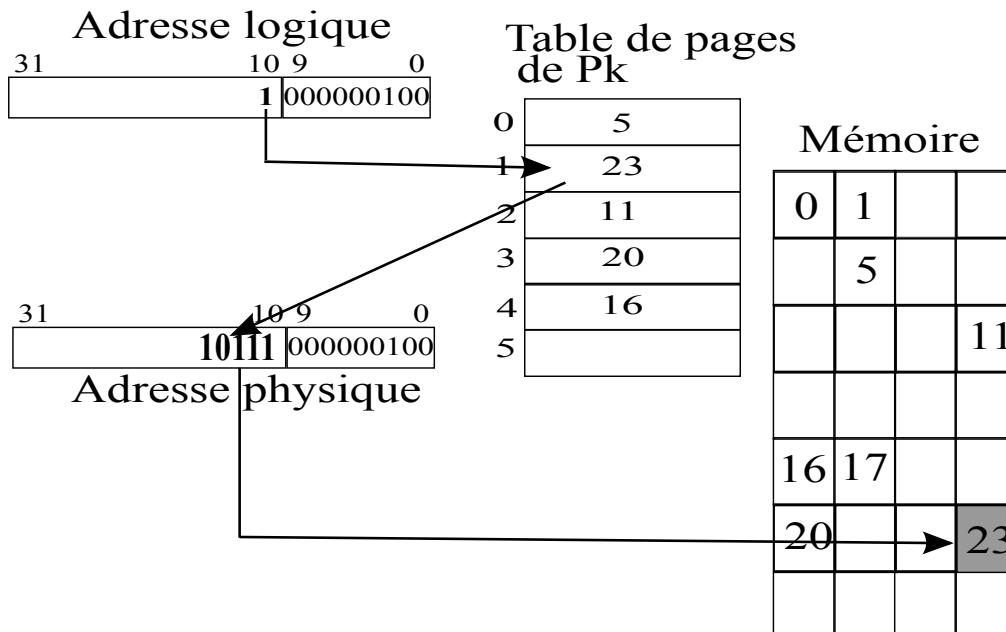 Adresse logique
31 10 9 0
1 000000100
Table de pages
de Pk
0 5
1 23
2 11
3 20
4 16
5
31 10 9 0
10111 000000100
Adresse physique
Mémoire
0 1
5
11
16 17
20 23